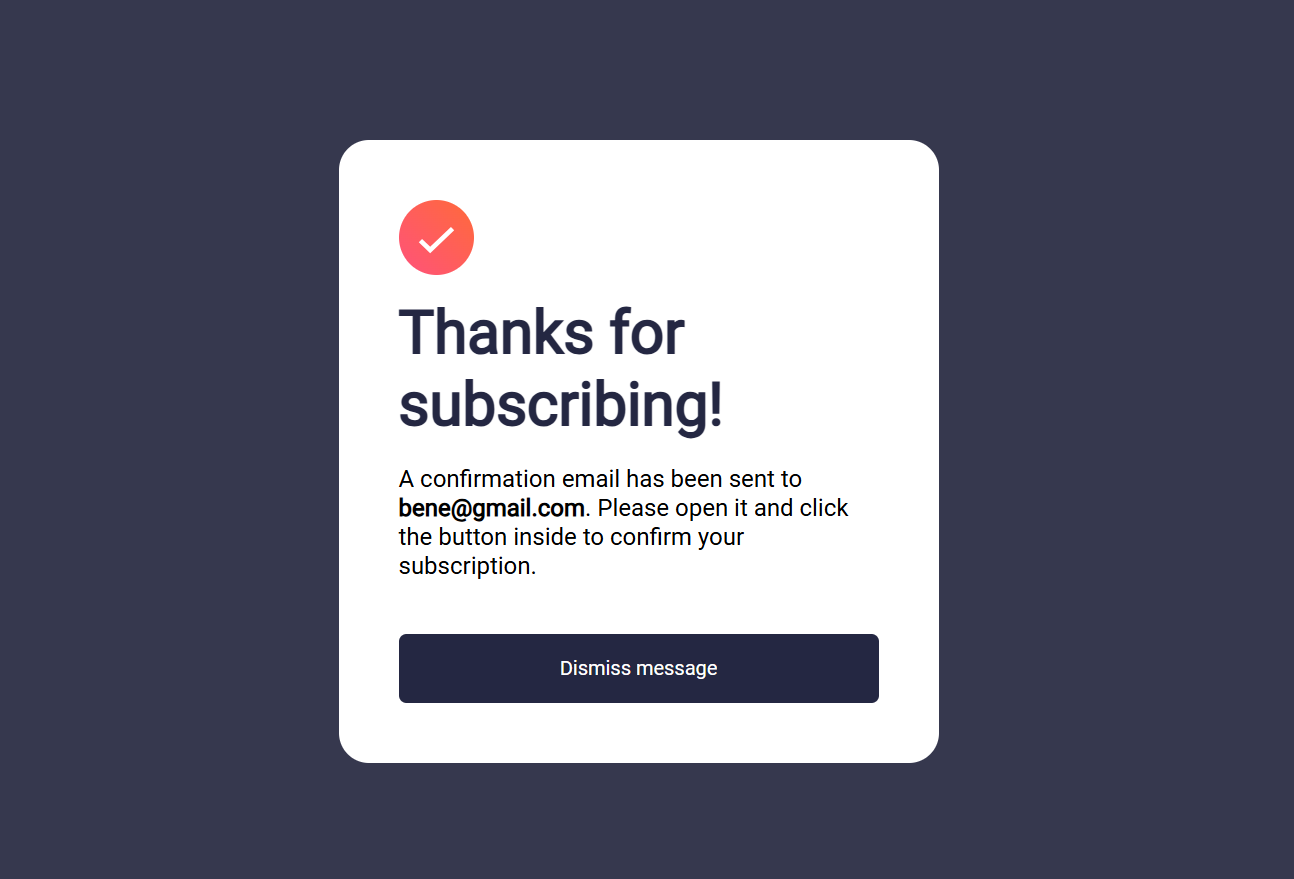 Thanks for
subscribing!
A confirmation email has been sent to
bene@gmail.com. Please open it and click
the button inside to confirm your
subscription.
Dismiss message